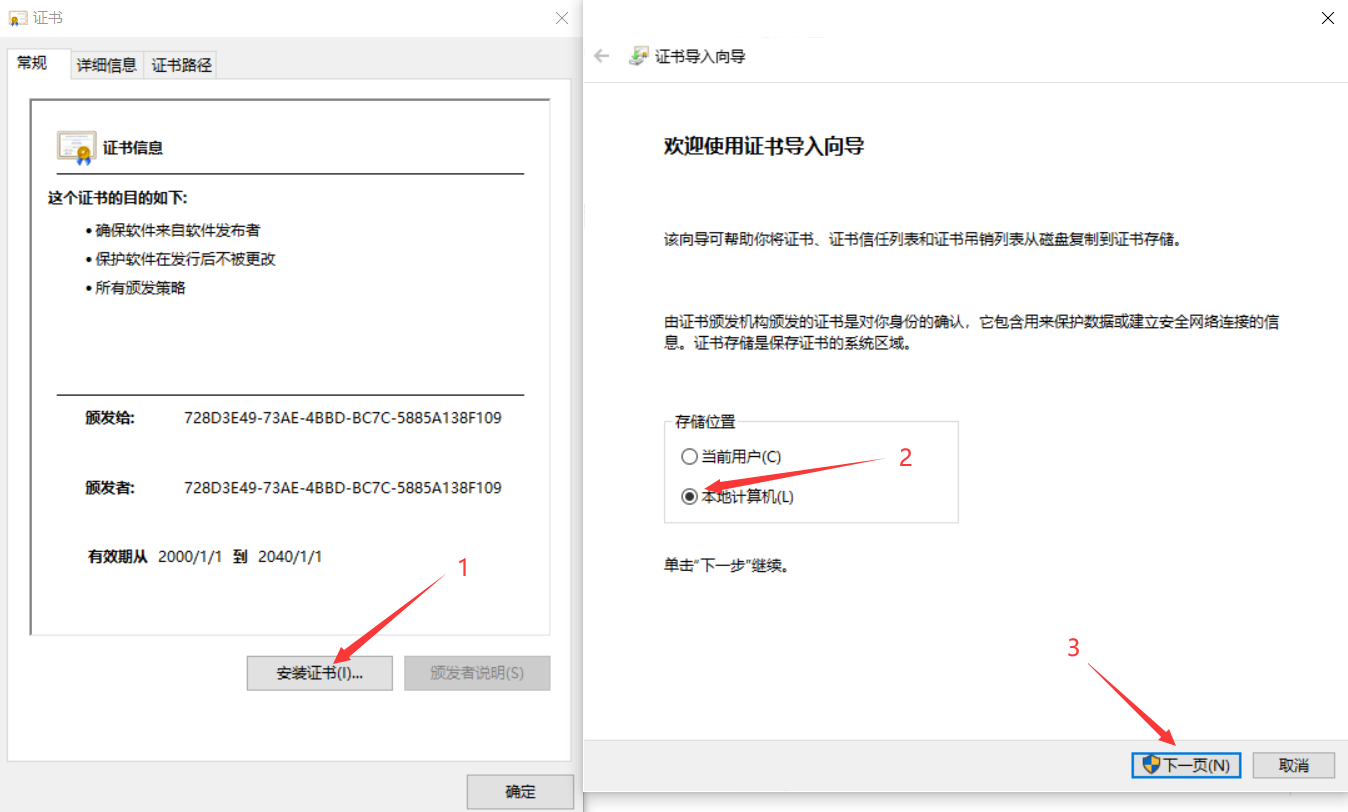 证书
常规
详细信息
证书路径
证书信息
这个证书的目的如下:
• 确保软件来自软件发布者
• 保护软件在发行后不被更改
• 所有颁发策略
颁发给: 728D3E49-73AE-4BBD-BC7C-5885A138F109
颁发者: 728D3E49-73AE-4BBD-BC7C-5885A138F109
有效期从 2000/1/1 到 2040/1/1
1
安装证书(I)...
颁发者说明(S)
确定
证书导入向导
欢迎使用证书导入向导
该向导可帮助你将证书、证书信任列表和证书吊销列表从磁盘复制到证书存储。
由证书颁发机构颁发的证书是对你身份的确认，它包含用来保护数据或建立安全网络连接的信
息。证书存储是保存证书的系统区域。
存储位置
当前用户(C)
2
本地计算机(L)
单击“下一步”继续。
3
下一页(N)
取消